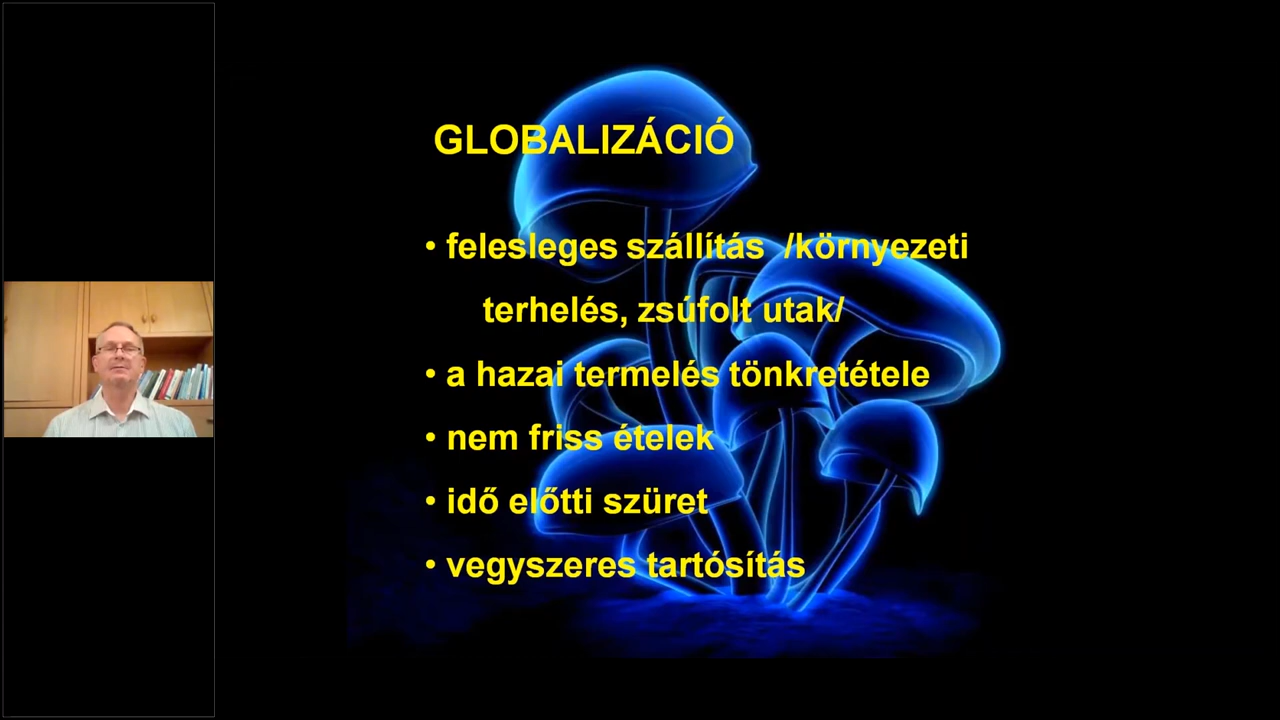 GLOBALIZÁCIÓ
• felesleges szállítás /környezeti
terhelés, zsúfolt utak/
• a hazai termelés tönkretétele
• nem friss ételek
• idő előtti szüret
• vegyszeres tartósítás